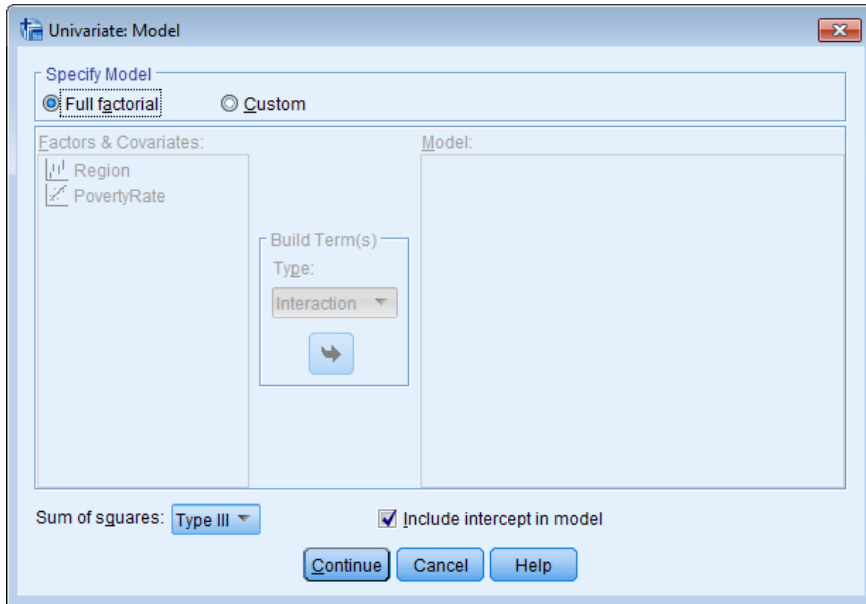 Univariate: Model
Specify Model
Full factorial
Custom
Factors & Covariates:
Region
PovertyRate
Build Term(s)
Type:
Interaction
Model:
Sum of squares:
Type III
Include intercept in model
Continue
Cancel
Help